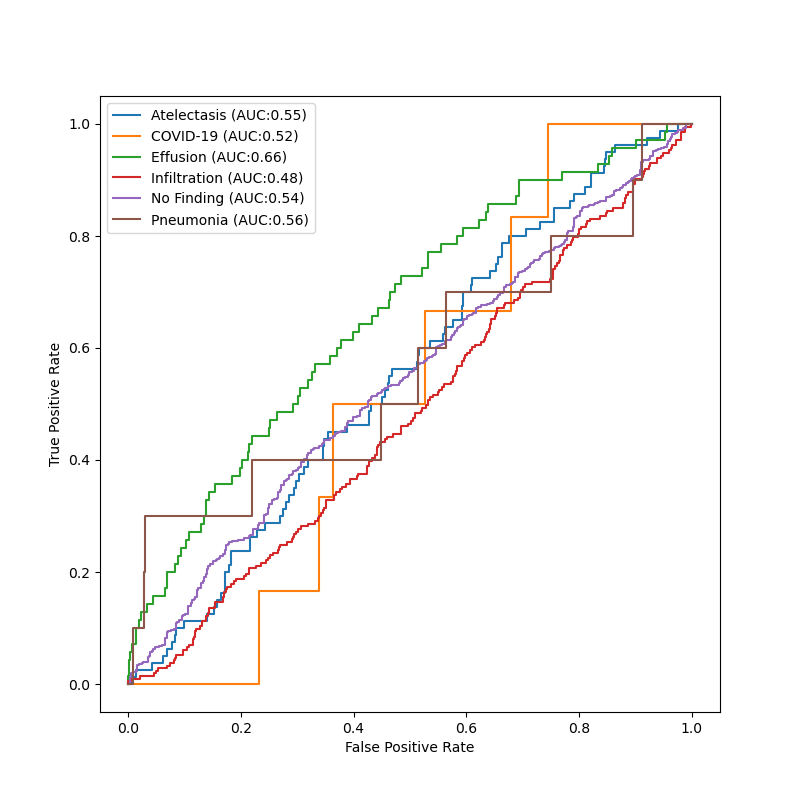 Atelectasis (AUC:0.55)
COVID-19 (AUC:0.52)
Effusion (AUC:0.66)
Infiltration (AUC:0.48)
No Finding (AUC:0.54)
Pneumonia (AUC:0.56)
1.0
0.8
0.6
0.4
0.2
0.0
True Positive Rate
0.0 0.2 0.4 0.6 0.8 1.0
False Positive Rate